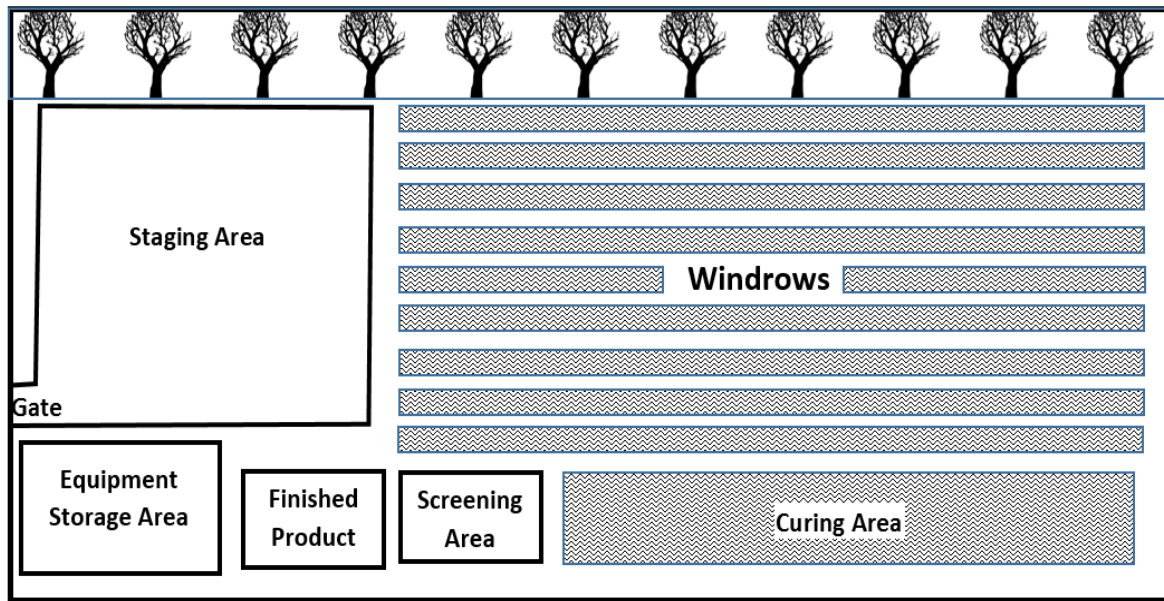 Staging Area
Windrows
Gate
Equipment
Storage Area
Finished
Product
Screening
Area
Curing Area